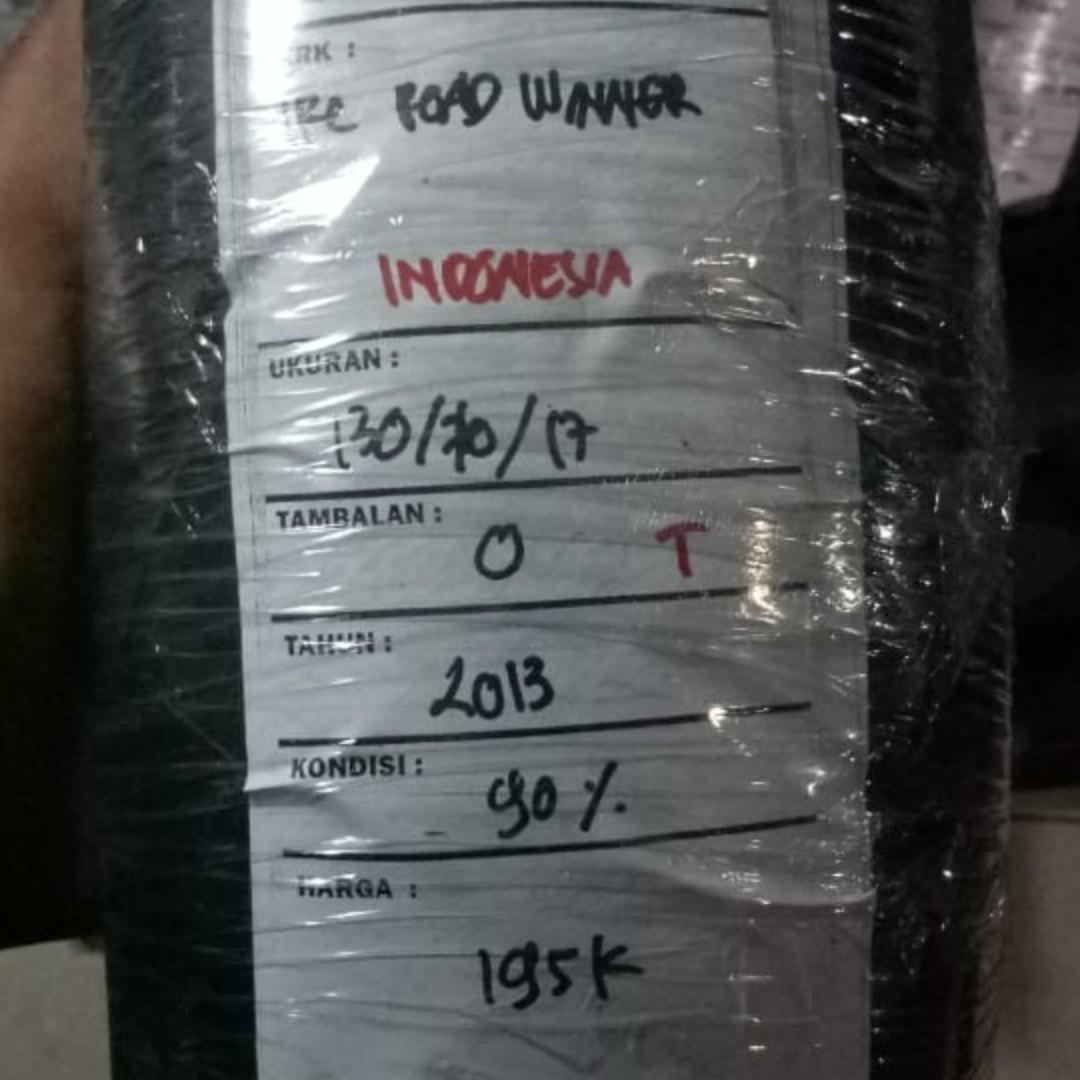 RK :
IRC ROAD WINNER
INDONESIA
UKURAN :
130/70/17
TAMBALAN :
0 T
TAHUN :
2013
KONDISI :
90 %
HARGA :
195K